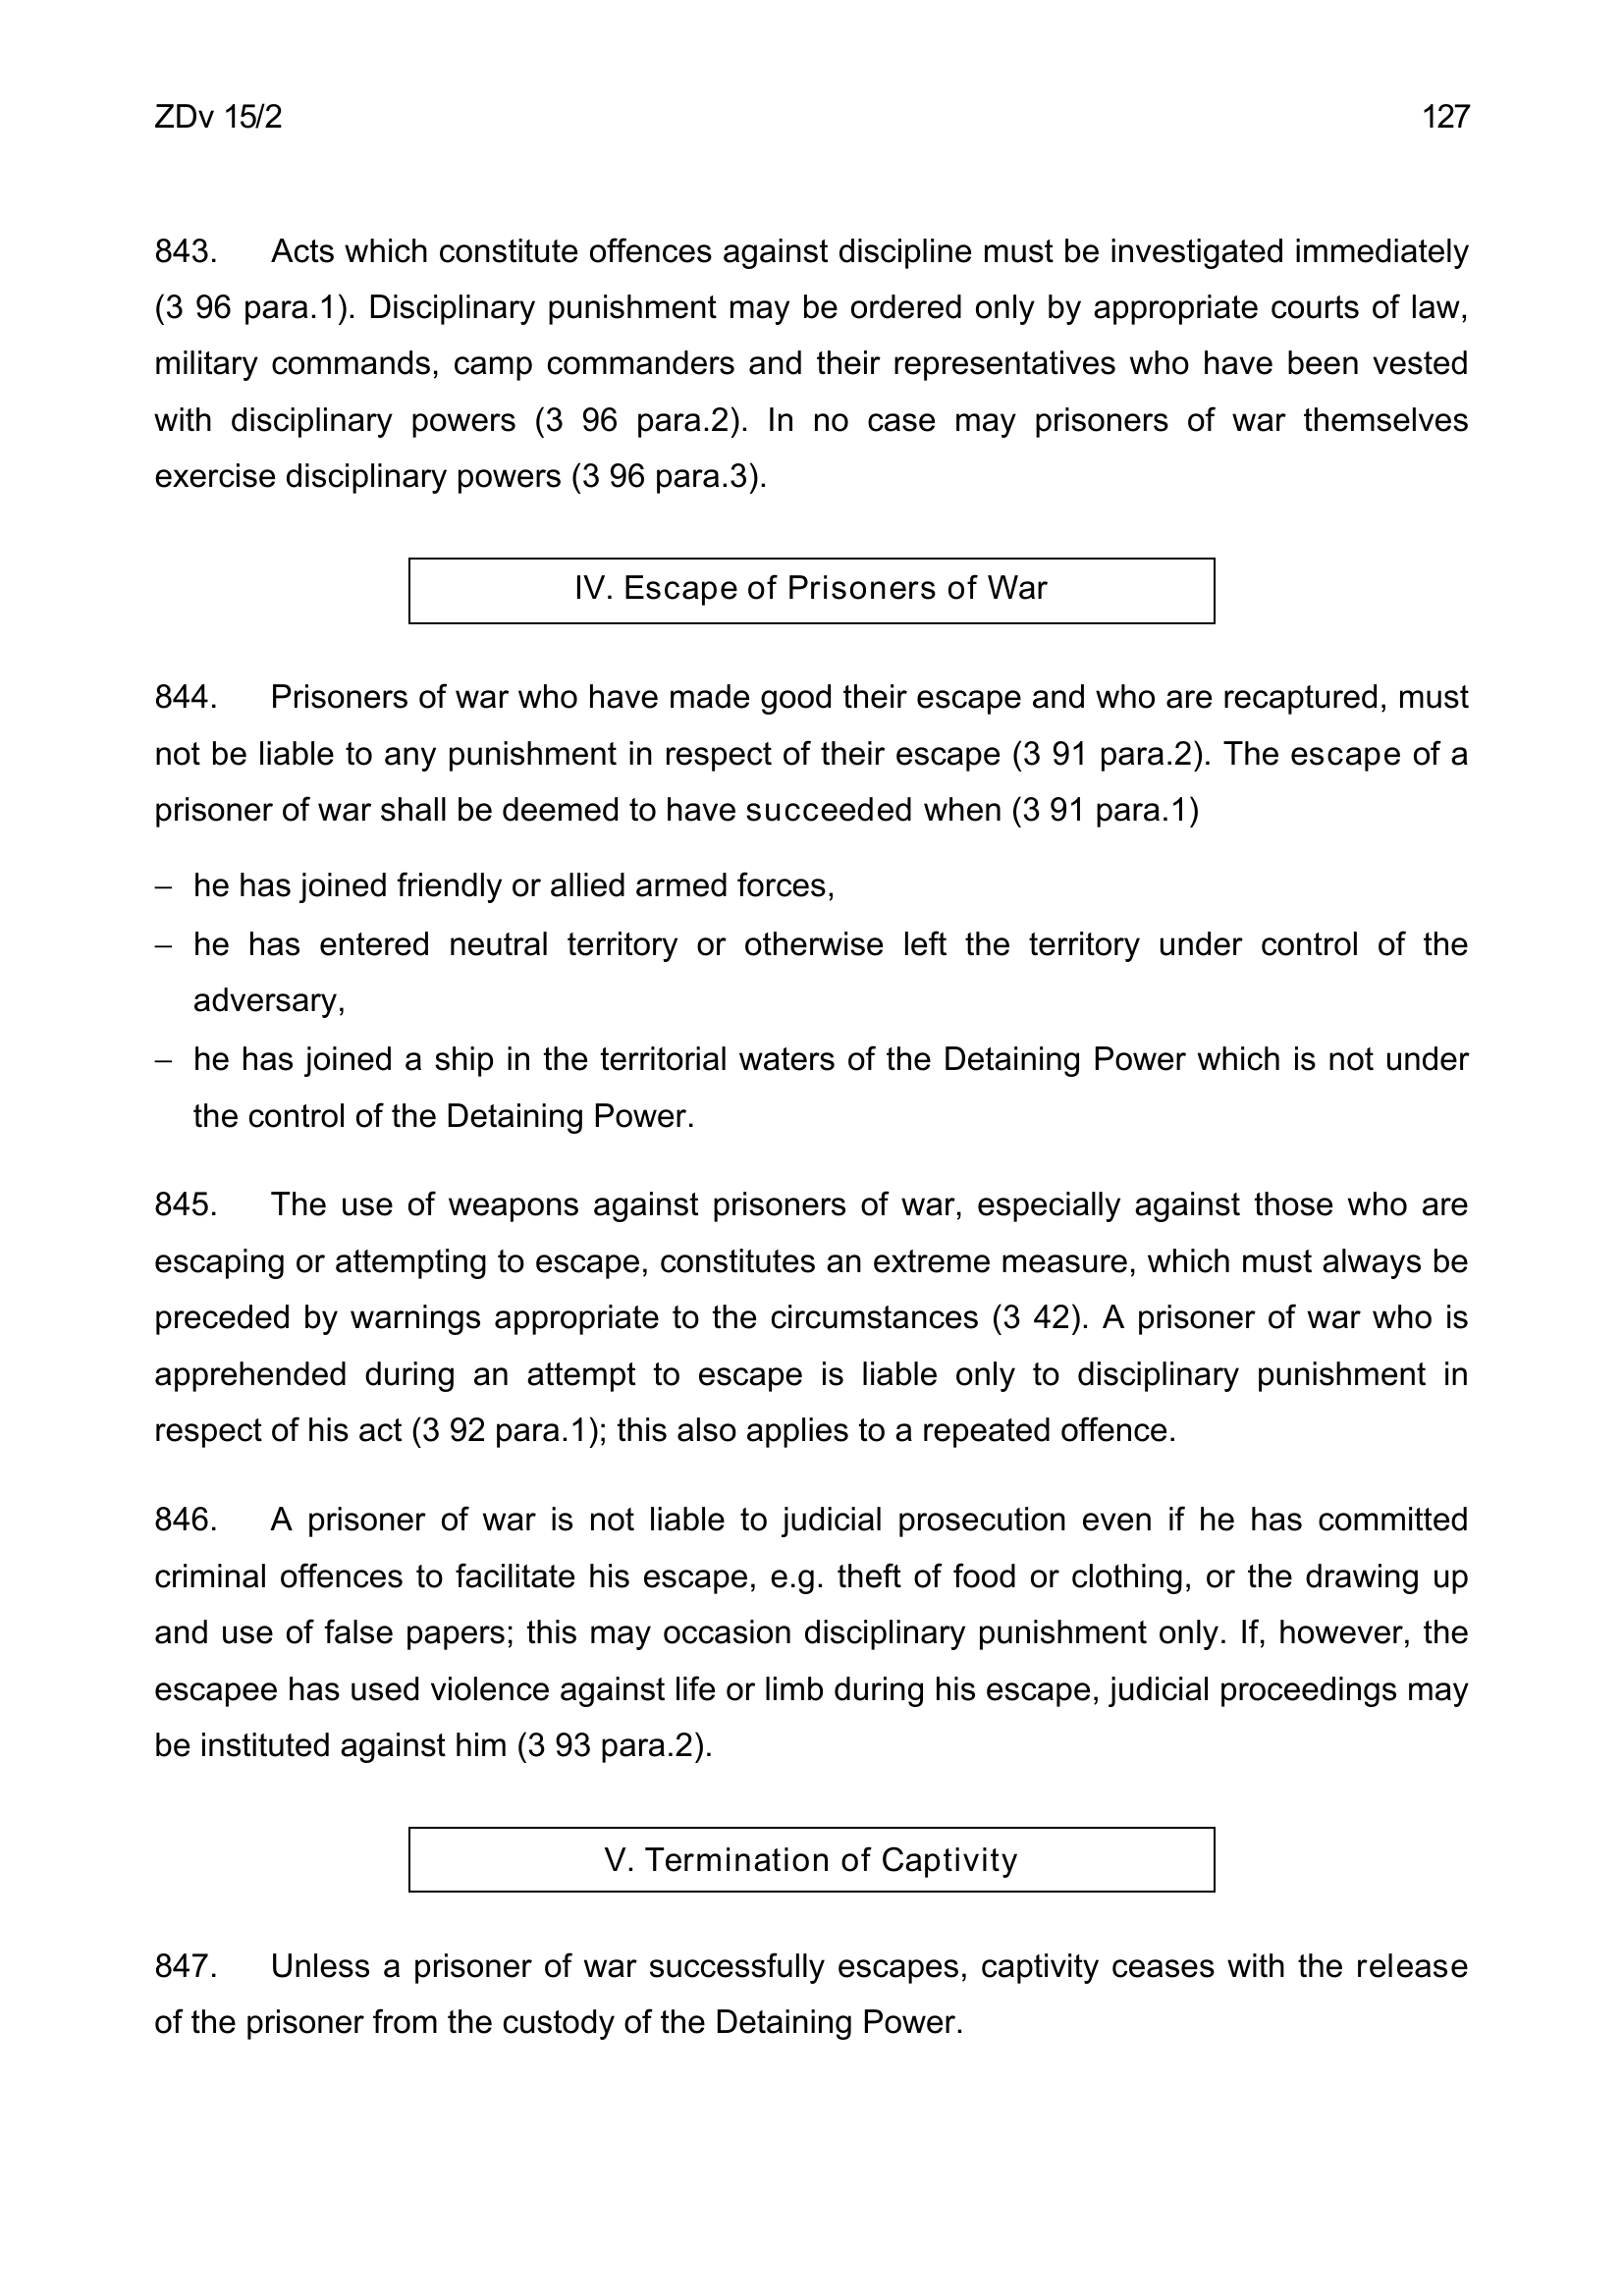 ZDv 15/2 127
843. Acts which constitute offences against discipline must be investigated immediately
(3 96 para.1). Disciplinary punishment may be ordered only by appropriate courts of law,
military commands, camp commanders and their representatives who have been vested
with disciplinary powers (3 96 para.2). In no case may prisoners of war themselves
exercise disciplinary powers (3 96 para.3).
IV. Escape of Prisoners of War
844. Prisoners of war who have made good their escape and who are recaptured, must
not be liable to any punishment in respect of their escape (3 91 para.2). The escape of a
prisoner of war shall be deemed to have succeeded when (3 91 para.1)
– he has joined friendly or allied armed forces,
– he has entered neutral territory or otherwise left the territory under control of the
adversary,
– he has joined a ship in the territorial waters of the Detaining Power which is not under
the control of the Detaining Power.
845. The use of weapons against prisoners of war, especially against those who are
escaping or attempting to escape, constitutes an extreme measure, which must always be
preceded by warnings appropriate to the circumstances (3 42). A prisoner of war who is
apprehended during an attempt to escape is liable only to disciplinary punishment in
respect of his act (3 92 para.1); this also applies to a repeated offence.
846. A prisoner of war is not liable to judicial prosecution even if he has committed
criminal offences to facilitate his escape, e.g. theft of food or clothing, or the drawing up
and use of false papers; this may occasion disciplinary punishment only. If, however, the
escapee has used violence against life or limb during his escape, judicial proceedings may
be instituted against him (3 93 para.2).
V. Termination of Captivity
847. Unless a prisoner of war successfully escapes, captivity ceases with the release
of the prisoner from the custody of the Detaining Power.